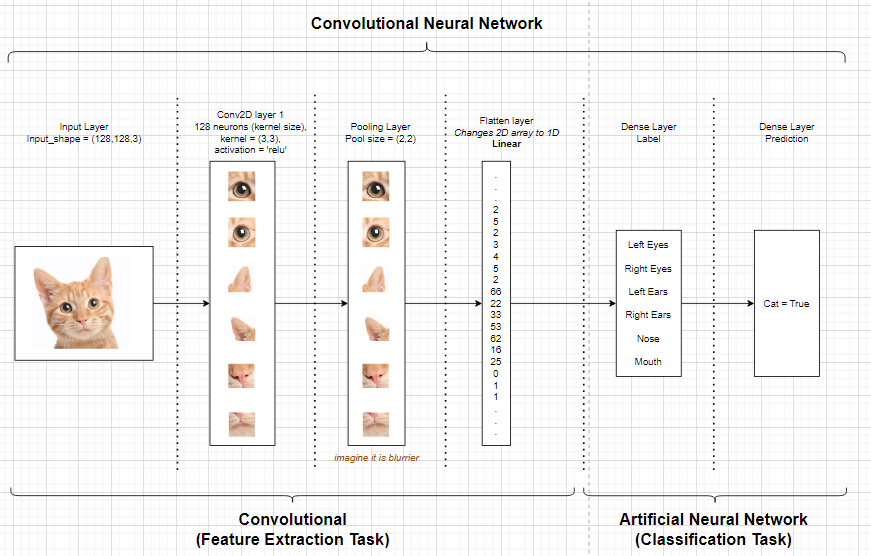 Convolutional Neural Network
Input Layer
Input_shape = (128,128,3)
Conv2D layer 1
128 neurons (kernel size),
kernel = (3,3),
activation = 'relu'
Pooling Layer
Pool size = (2,2)
Flatten layer
Changes 2D array to 1D
Linear
Dense Layer
Label
Dense Layer
Prediction
.
.
.
2
5
2
3
4
5
2
66
22
33
53
62
16
25
0
1
1
.
.
.
Left Eyes
Right Eyes
Left Ears
Right Ears
Nose
Mouth
Cat = True
imagine it is blurrier
Convolutional
(Feature Extraction Task)
Artificial Neural Network
(Classification Task)